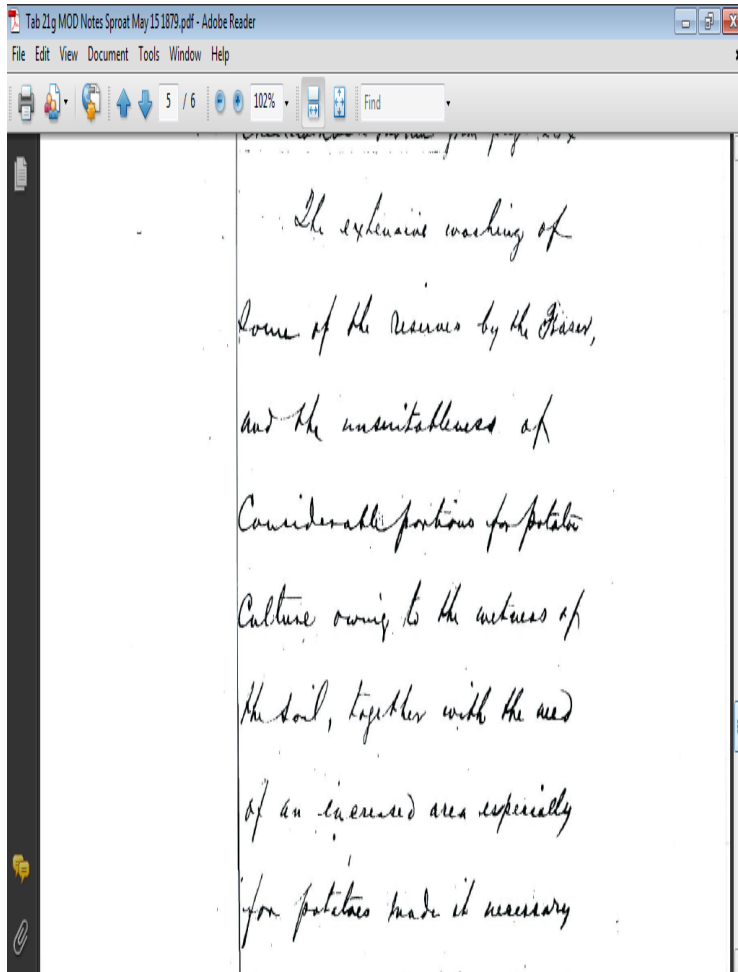 Tab 21g MOD Notes Sproat May 15 1879.pdf - Adobe Reader
File Edit View Document Tools Window Help
5 / 6 102% Find
The extensive washing of
Some of the reserves by the Fraser,
and the unsuitableness of
Considerable portions for potatoe
Culture owing to the wetness of
the soil, together with the need
of an increased area especially
for potatoes made it necessary